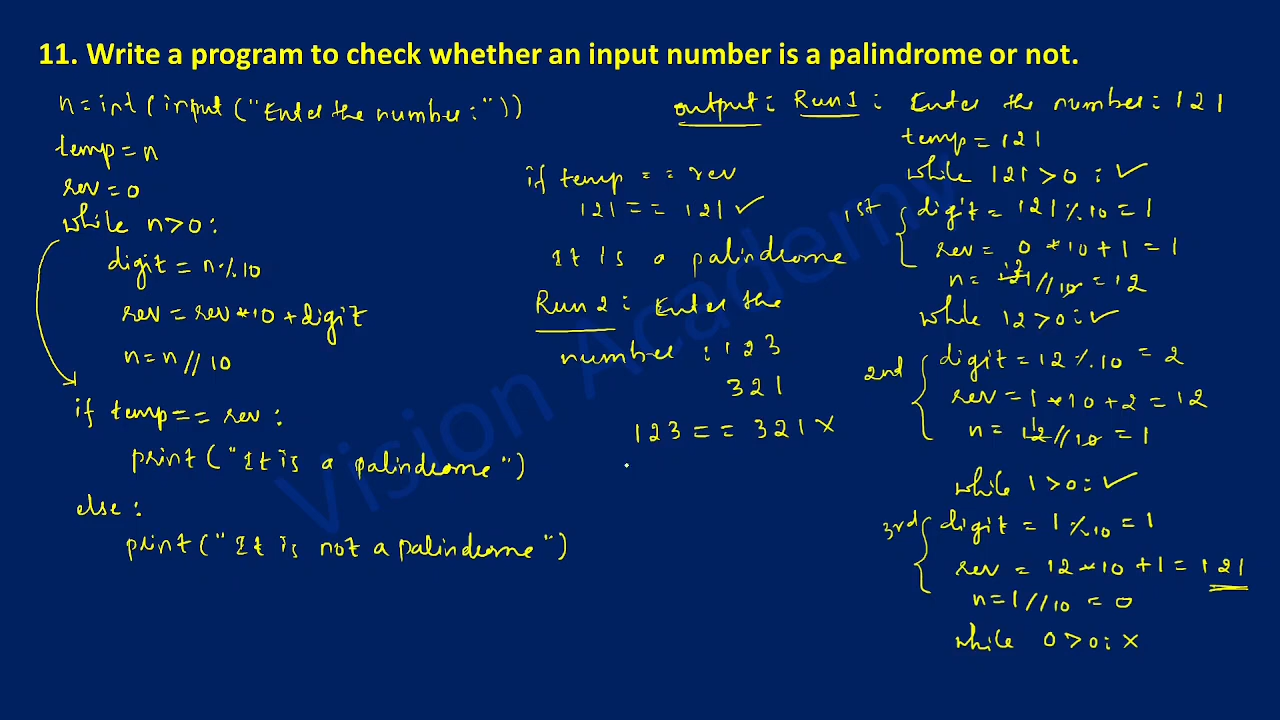 11. Write a program to check whether an input number is a palindrome or not.
n=int(input("Enter the number:"))
temp=n
rev=0
while n>0:
digit=n%10
rev=rev*10+digit
n=n//10
if temp==rev:
print("It is a palindrome")
else:
print("It is not a palindrome")
if temp==rev
121==121✓
It is a palindrome
Run 2: Enter the
number:123
321
123==321×
output: Run 1: Enter the number:121
temp=121
while 121>0:✓
1st
digit=121%10=1
rev=0*10+1=1
n=121//10=12
while 12>0:✓
2nd
digit=12%10=2
rev=1*10+2=12
n=12//10=1
while 1>0:✓
3rd
digit=1%10=1
rev=12*10+1=121
n=1//10=0
while 0>0:×
Vision Academy